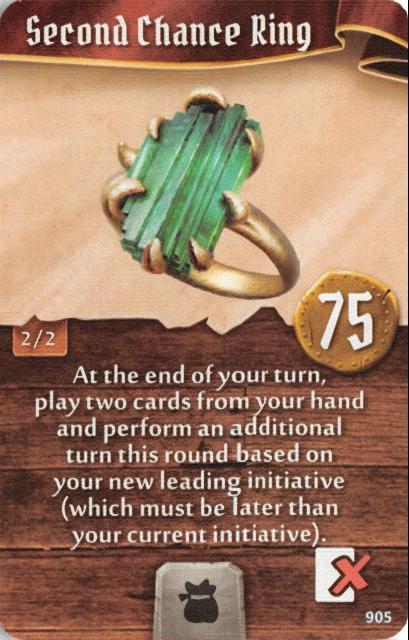 Second Chance Ring
75
2/2
At the end of your turn,
play two cards from your hand
and perform an additional
turn this round based on
your new leading initiative
(which must be later than
your current initiative).
905